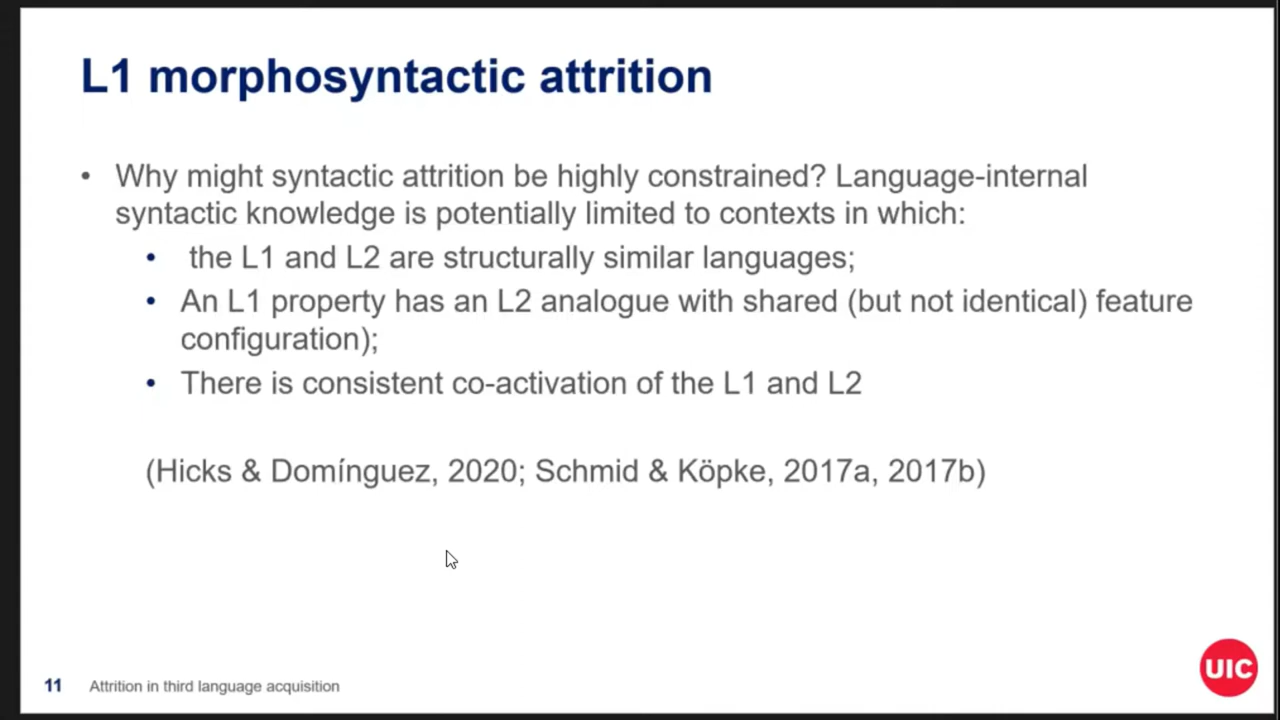 L1 morphosyntactic attrition
• Why might syntactic attrition be highly constrained? Language-internal
syntactic knowledge is potentially limited to contexts in which:
• the L1 and L2 are structurally similar languages;
• An L1 property has an L2 analogue with shared (but not identical) feature
configuration);
• There is consistent co-activation of the L1 and L2
(Hicks & Domínguez, 2020; Schmid & Köpke, 2017a, 2017b)
11 Attrition in third language acquisition
UIC